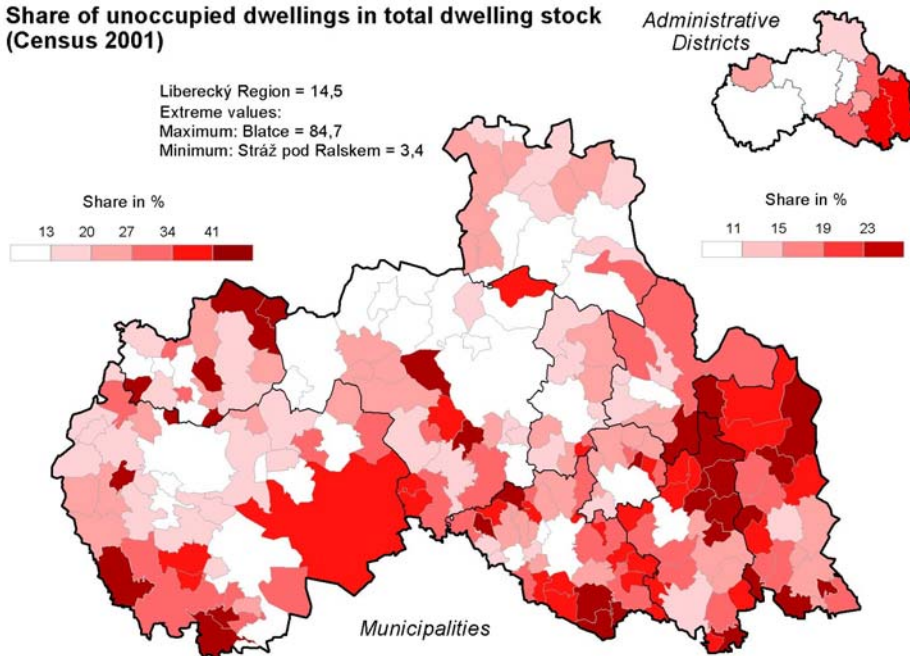 Share of unoccupied dwellings in total dwelling stock
(Census 2001)
Administrative
Districts
Liberecký Region = 14,5
Extreme values:
Maximum: Blatce = 84,7
Minimum: Stráž pod Ralskem = 3,4
Share in %
13 20 27 34 41
Share in %
11 15 19 23
Municipalities